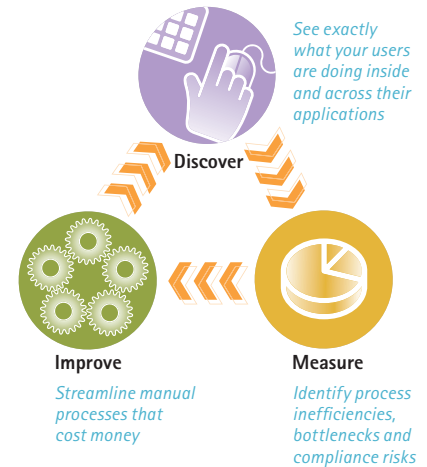 See exactly
what your users
are doing inside
and across their
applications
Discover
Improve
Streamline manual
processes that
cost money
Measure
Identify process
inefficiencies,
bottlenecks and
compliance risks